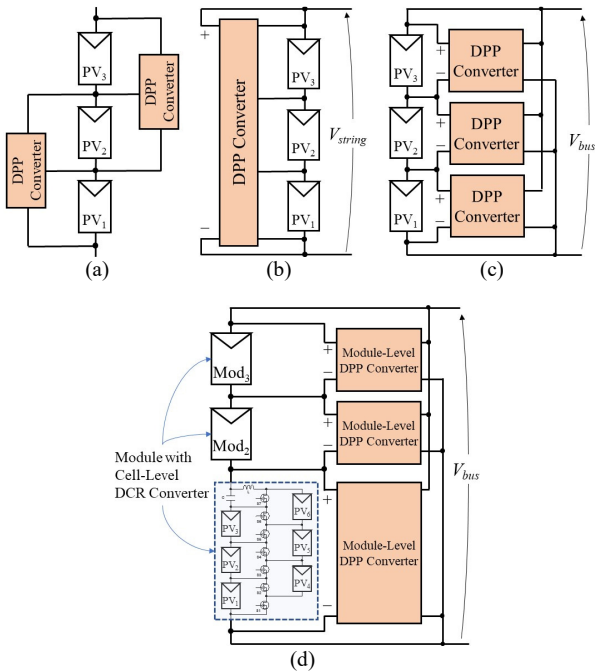 PV3
PV2
PV1
DPP
Converter
DPP
Converter
(a)
+
−
DPP Converter
PV3
PV2
PV1
Vstring
(b)
PV3
PV2
PV1
+
−
DPP
Converter
+
−
DPP
Converter
+
−
DPP
Converter
Vbus
(c)
Mod3
Mod2
Module with
Cell-Level
DCR Converter
PV3
PV2
PV1
PV6
PV5
PV4
+
−
Module-Level
DPP Converter
+
−
Module-Level
DPP Converter
+
−
Module-Level
DPP Converter
Vbus
(d)